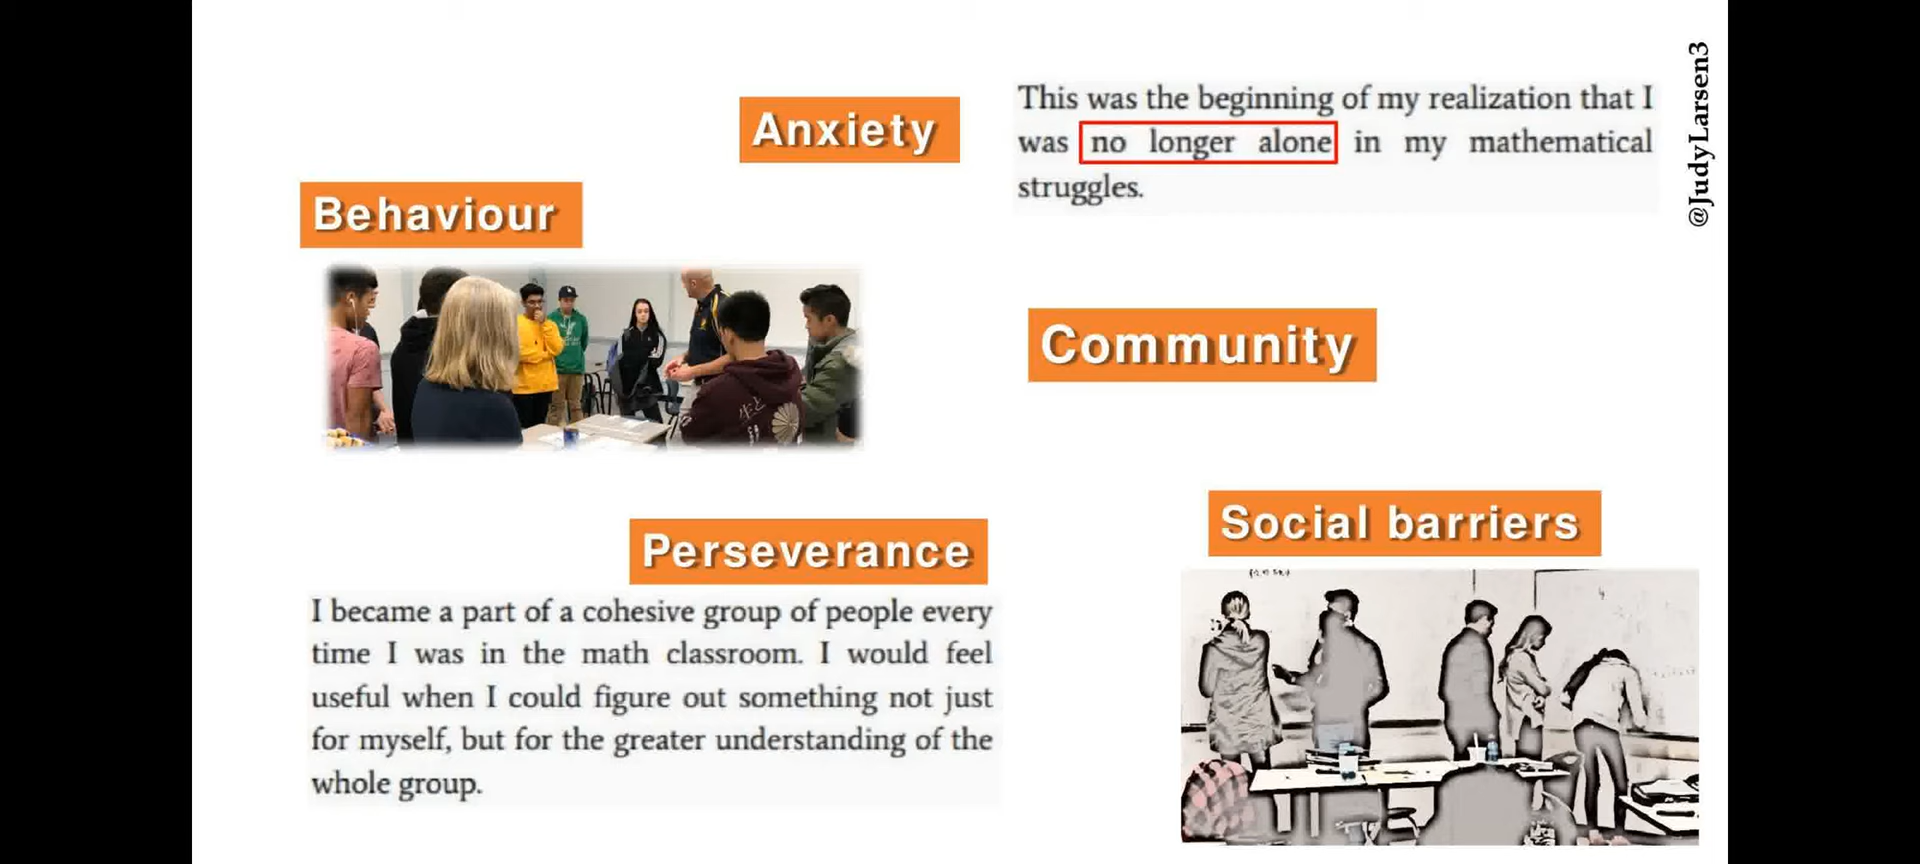 Anxiety
This was the beginning of my realization that I
was no longer alone in my mathematical
struggles.
@JudyLarsen3
Behaviour
Community
Social barriers
Perseverance
I became a part of a cohesive group of people every
time I was in the math classroom. I would feel
useful when I could figure out something not just
for myself, but for the greater understanding of the
whole group.